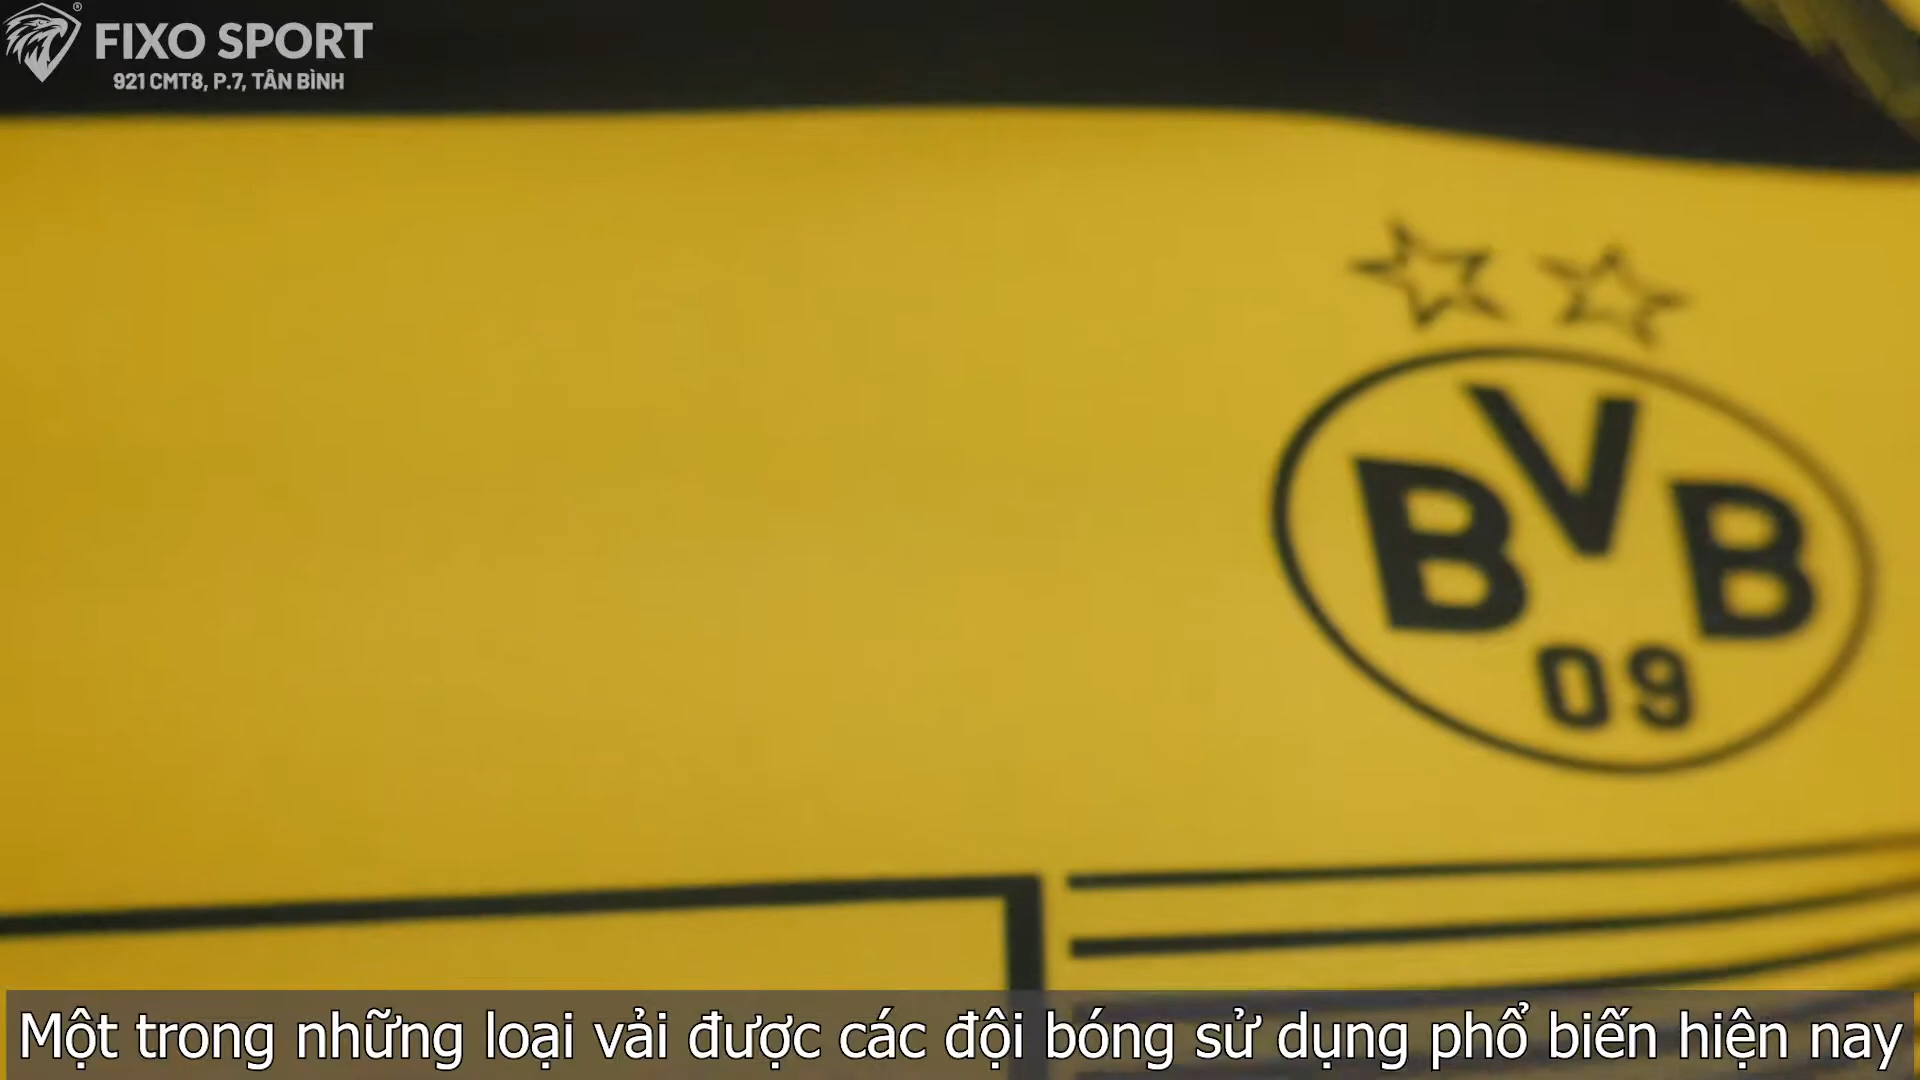 FIXO SPORT
921 CMT8, P.7, TÂN BÌNH
BVB
09
Một trong những loại vải được các đội bóng sử dụng phổ biến hiện nay